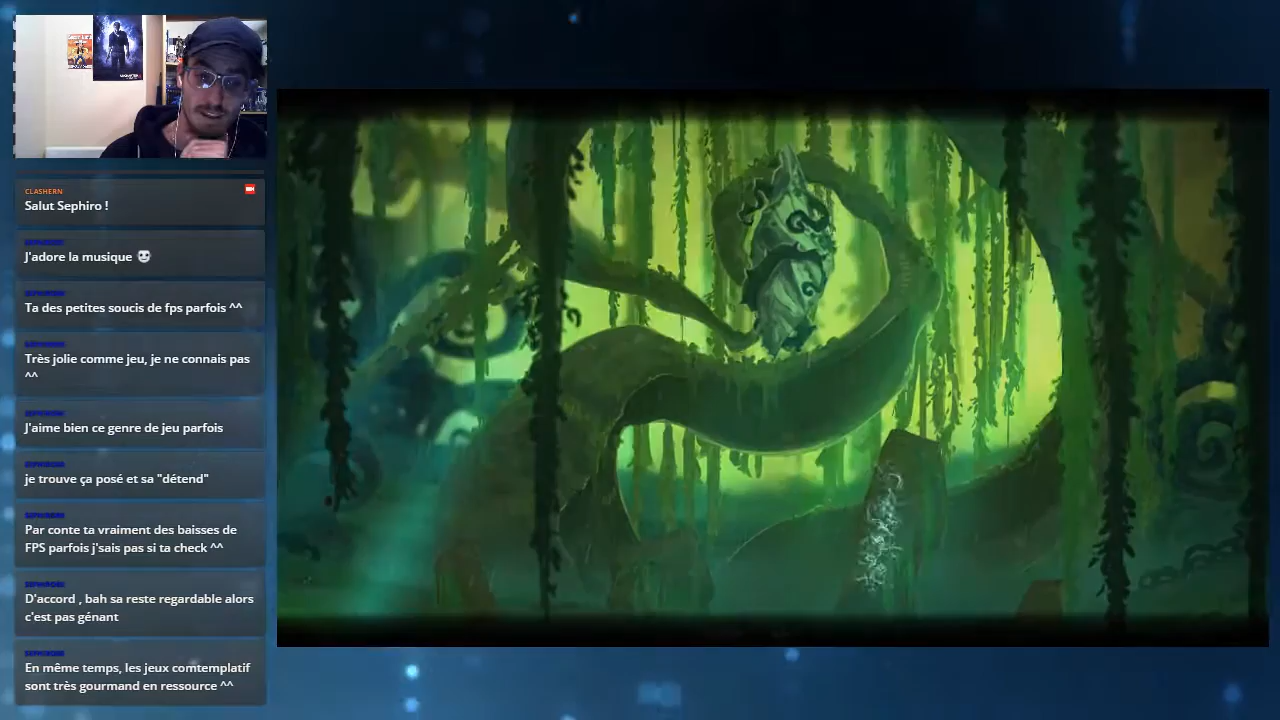 CLASHERN
Salut Sephiro !
J'adore la musique
Ta des petites soucis de fps parfois ^^
Très jolie comme jeu, je ne connais pas
^^
J'aime bien ce genre de jeu parfois
je trouve ça posé et sa "détend"
Par conte ta vraiment des baisses de
FPS parfois j'sais pas si ta check ^^
D'accord , bah sa reste regardable alors
c'est pas génant
En même temps, les jeux comtemplatif
sont très gourmand en ressource ^^